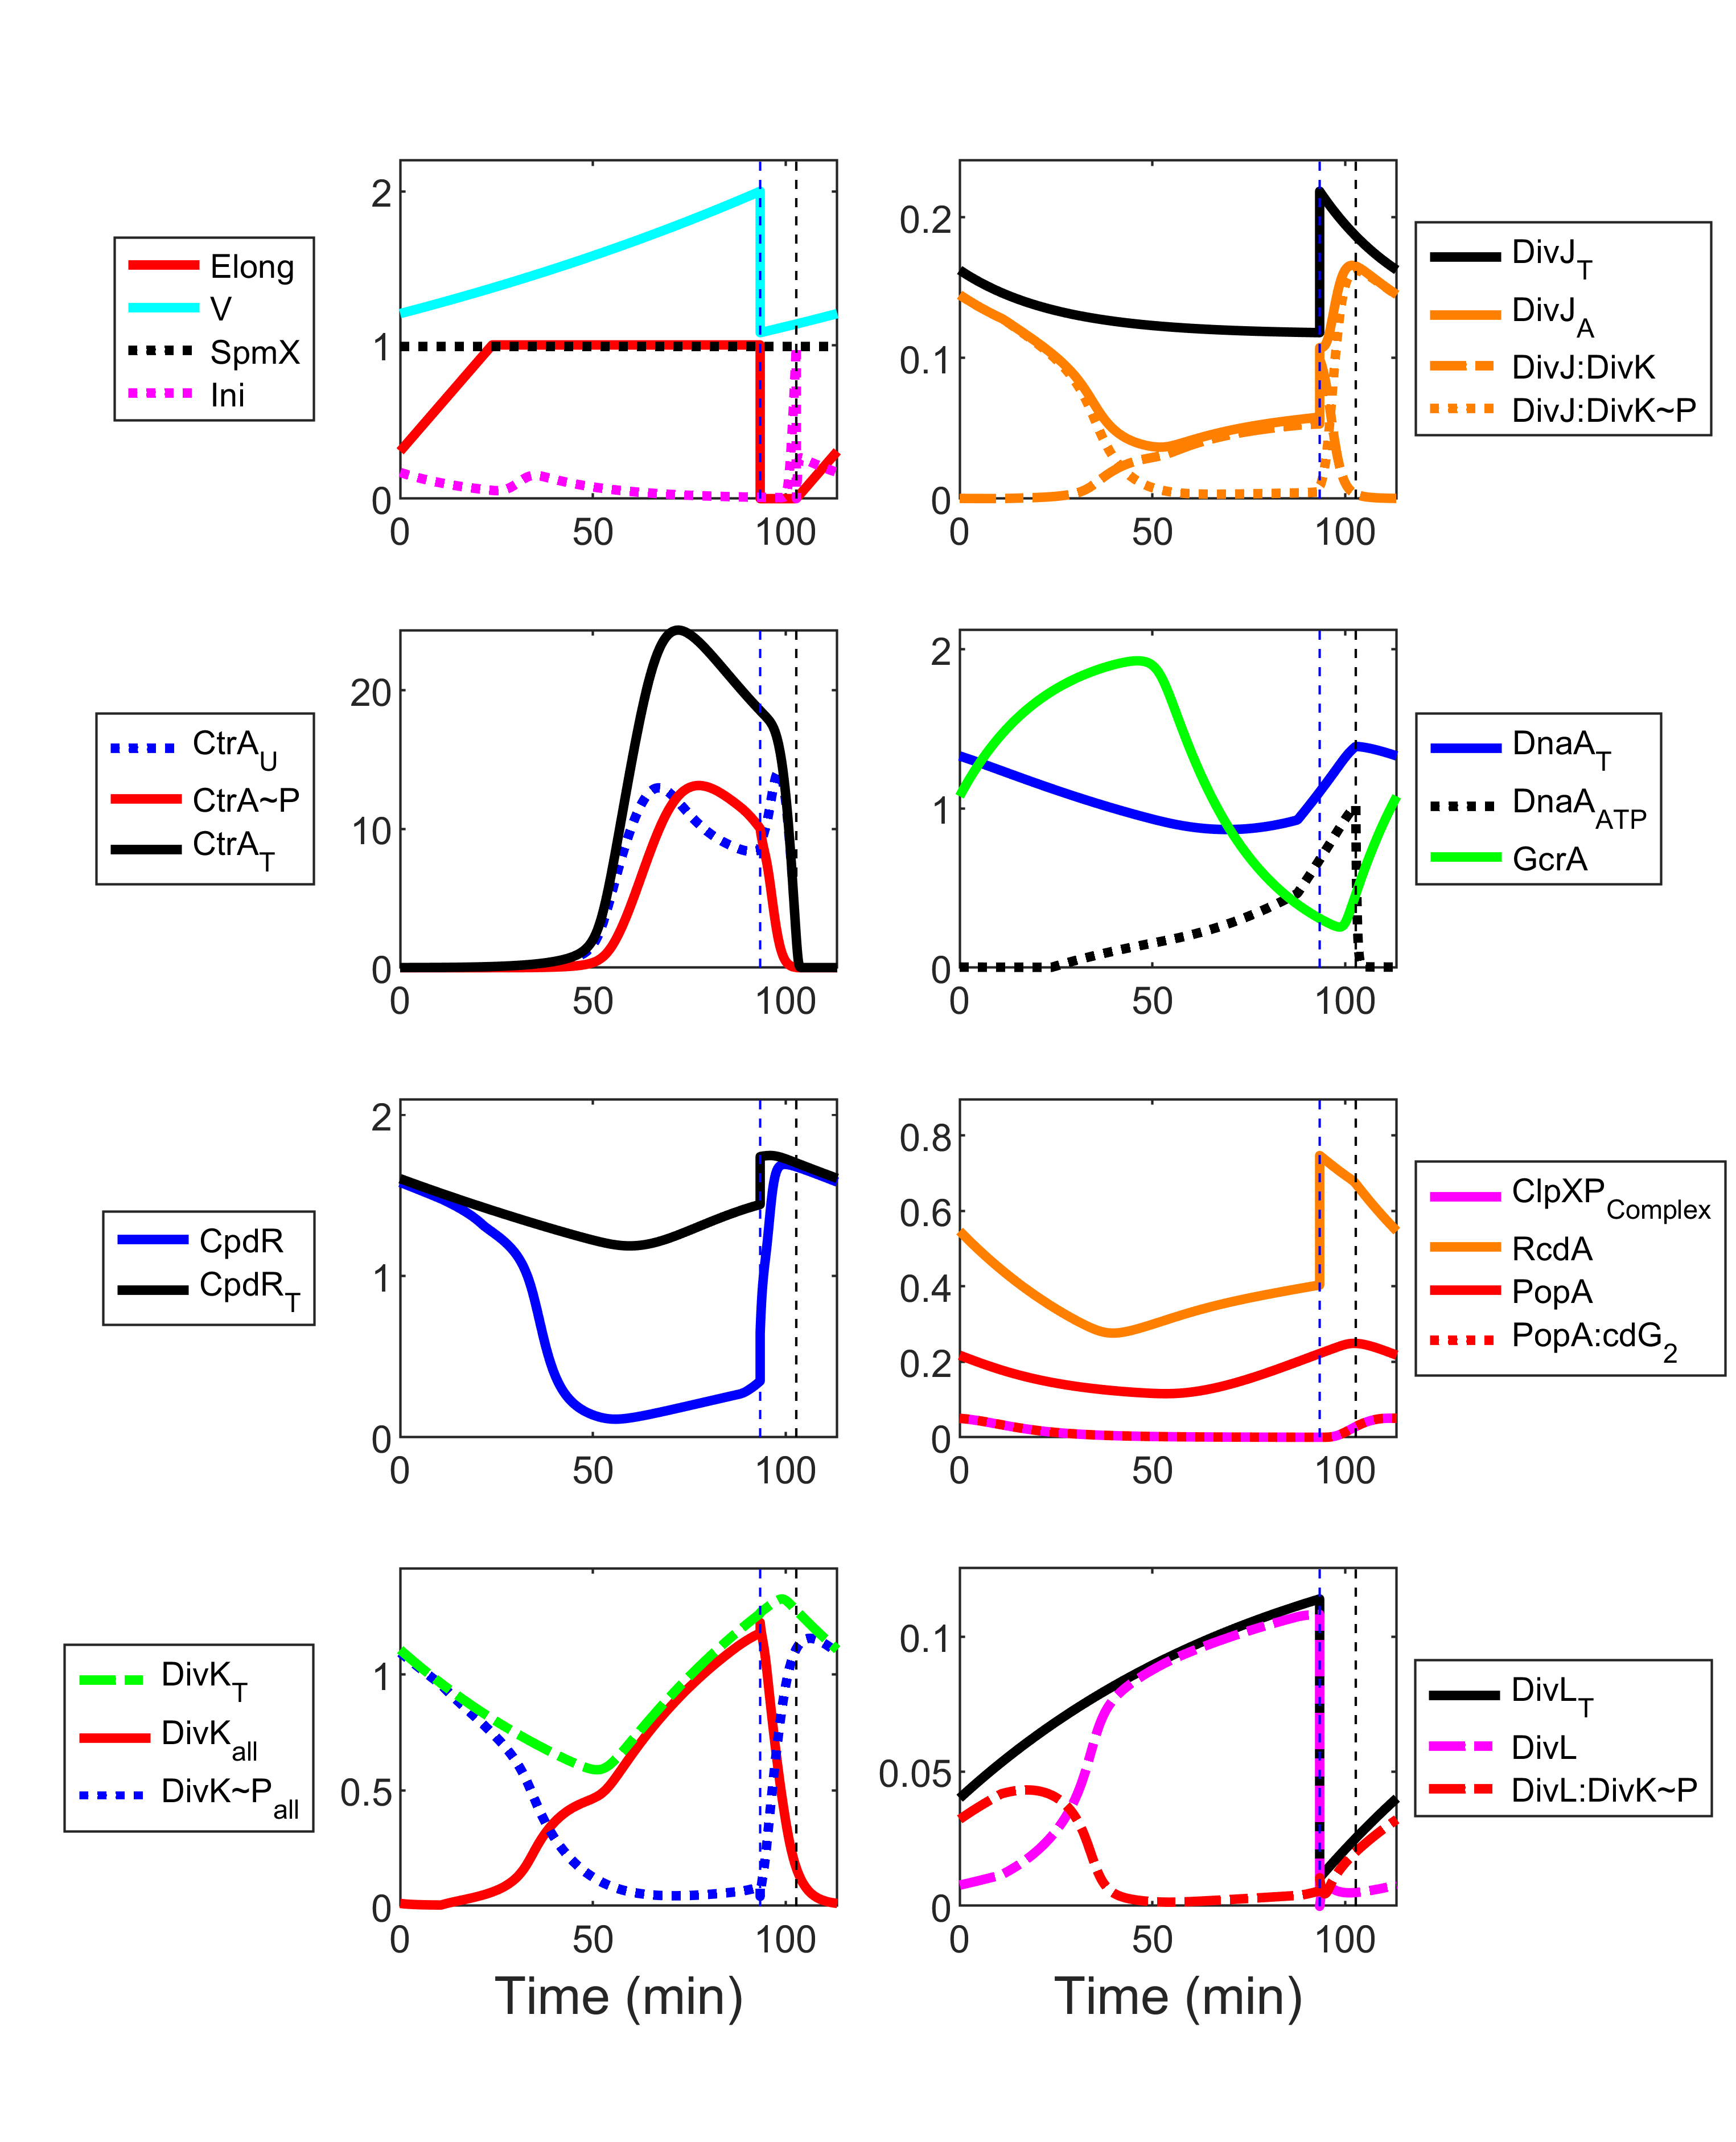 Elong
V
SpmX
Ini
2
1
0
0 50 100
0.2
0.1
0
0 50 100
DivJ_T
DivJ_A
DivJ:DivK
DivJ:DivK~P
CtrA_U
CtrA~P
CtrA_T
20
10
0
0 50 100
2
1
0
0 50 100
DnaA_T
DnaA_ATP
GcrA
CpdR
CpdR_T
2
1
0
0 50 100
0.8
0.6
0.4
0.2
0
0 50 100
ClpXP_Complex
RcdA
PopA
PopA:cdG_2
DivK_T
DivK_all
DivK~P_all
1
0.5
0
0 50 100
Time (min)
0.1
0.05
0
0 50 100
Time (min)
DivL_T
DivL
DivL:DivK~P